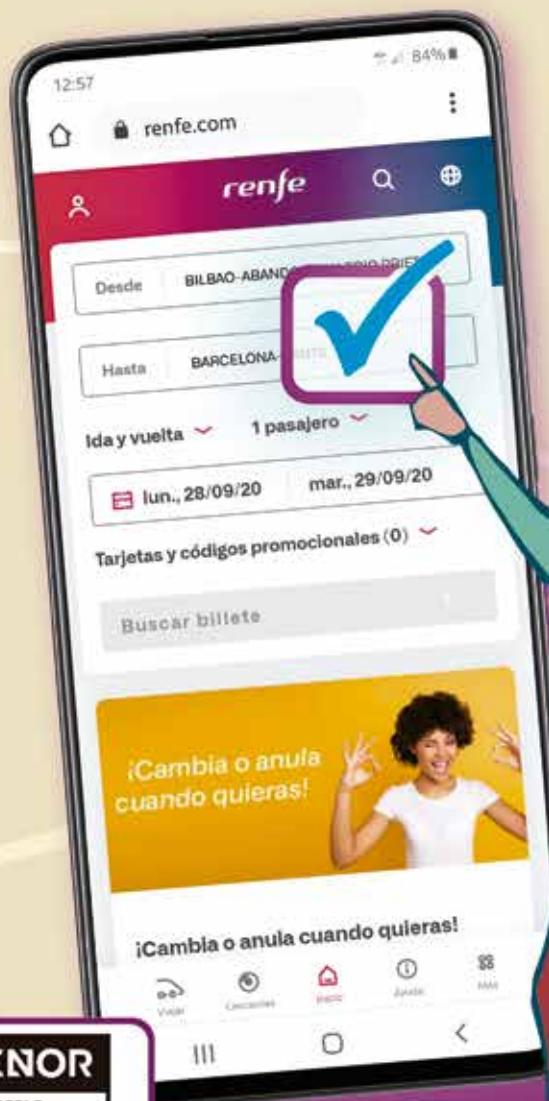 12:57
84%
renfe.com
renfe
Desde BILBAO-ABANDO
Hasta BARCELONA-
Ida y vuelta 1 pasajero
lun., 28/09/20 mar., 29/09/20
Tarjetas y códigos promocionales (0)
Buscar billete
¡Cambia o anula
cuando quieras!
¡Cambia o anula cuando quieras!
Viajar Cercanías Inicio Ayuda Más